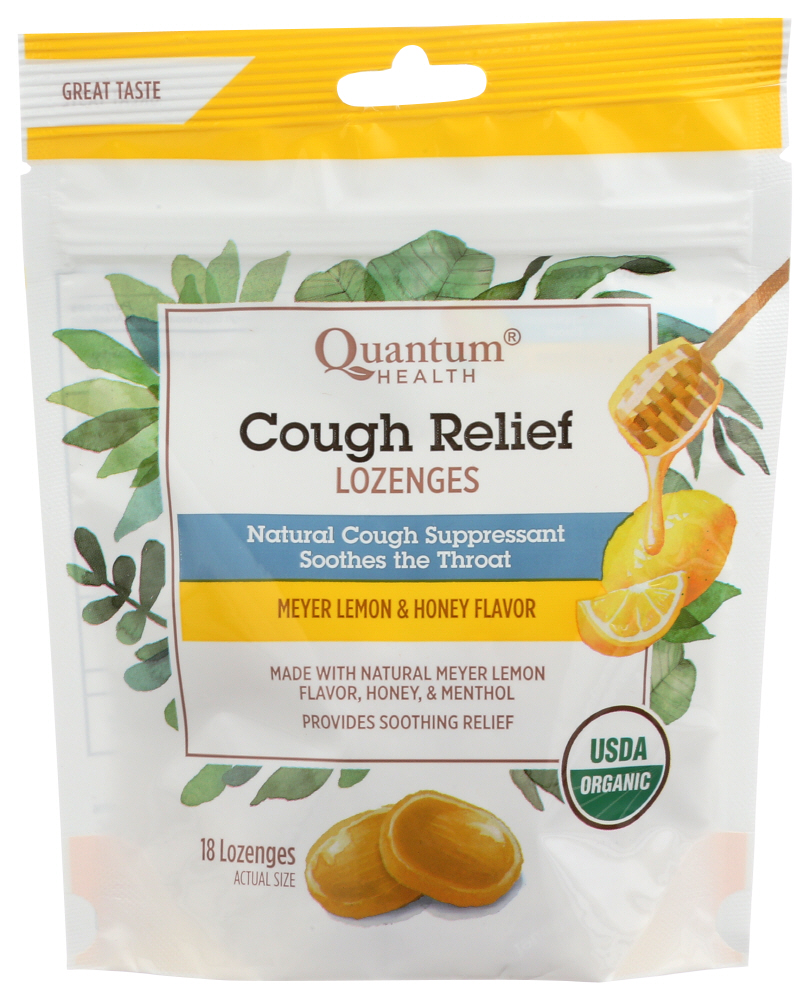 GREAT TASTE
Quantum®
HEALTH
Cough Relief
LOZENGES
Natural Cough Suppressant
Soothes the Throat
MEYER LEMON & HONEY FLAVOR
MADE WITH NATURAL MEYER LEMON
FLAVOR, HONEY, & MENTHOL
PROVIDES SOOTHING RELIEF
USDA
ORGANIC
18 Lozenges
ACTUAL SIZE